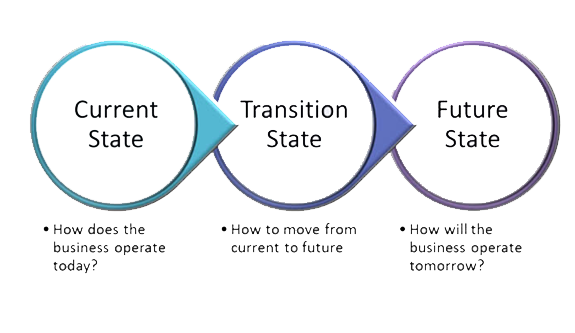 Current
State
Transition
State
Future
State
• How does the
business operate
today?
• How to move from
current to future
• How will the
business operate
tomorrow?